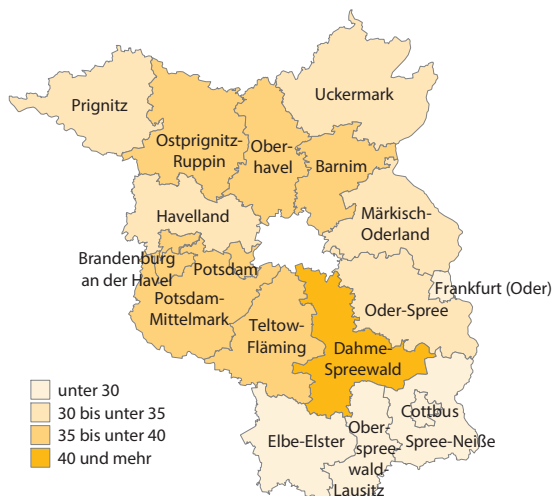 Uckermark
Prignitz
Ostprignitz-
Ruppin
Ober-
havel
Barnim
Havelland
Märkisch-
Oderland
Brandenburg
an der Havel
Potsdam
Frankfurt (Oder)
Potsdam-
Mittelmark
Oder-Spree
Teltow-
Fläming
Dahme-
Spreewald
Cottbus
Elbe-Elster
Ober-
spree-
wald-
Lausitz
Spree-Neiße
unter 30
30 bis unter 35
35 bis unter 40
40 und mehr